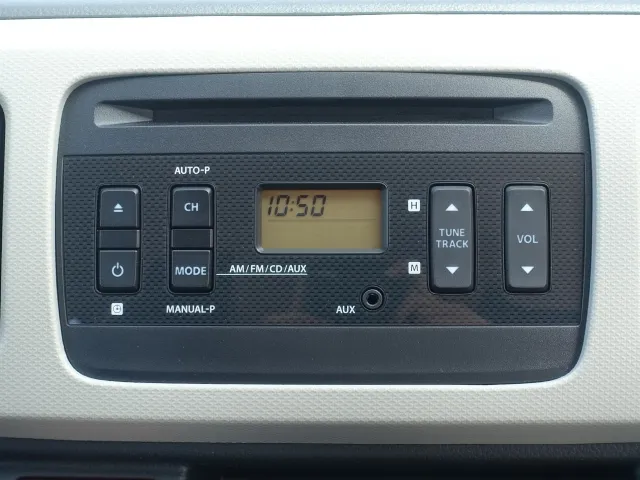 AUTO-P
CH
10:50
H
TUNE
TRACK
VOL
MODE
AM/FM/CD/AUX
M
MANUAL-P
AUX